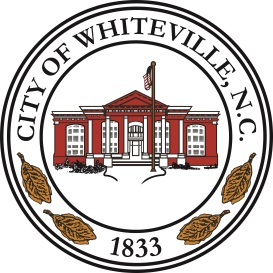 CITY OF WHITEVILLE, N.C.
1833